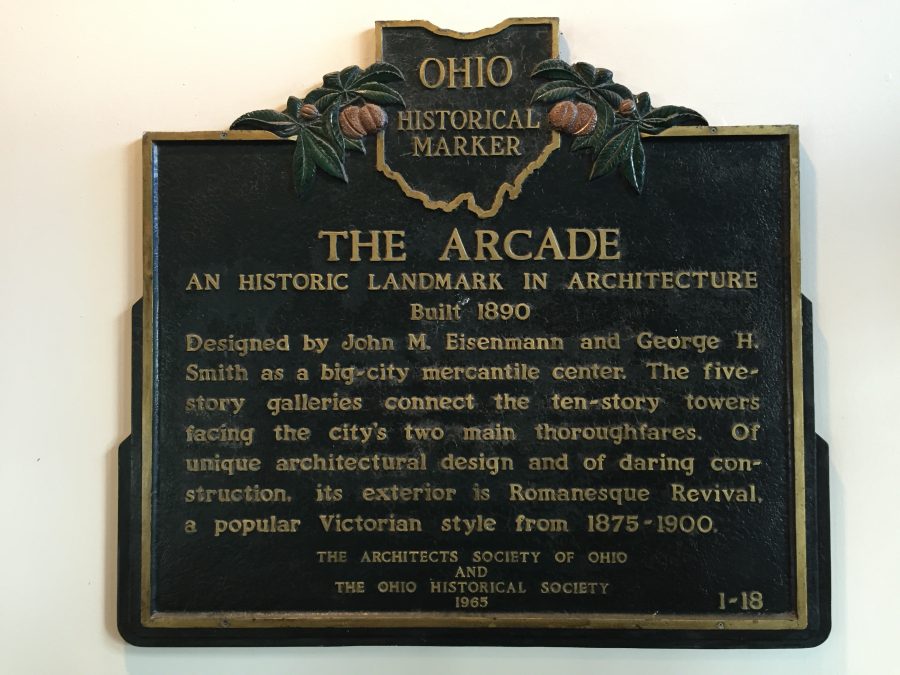 OHIO
HISTORICAL
MARKER
THE ARCADE
AN HISTORIC LANDMARK IN ARCHITECTURE
Built 1890
Designed by John M. Eisenmann and George H.
Smith as a big-city mercantile center. The five-
story galleries connect the ten-story towers
facing the city's two main thoroughfares. Of
unique architectural design and of daring con-
struction, its exterior is Romanesque Revival,
a popular Victorian style from 1875-1900.
THE ARCHITECTS SOCIETY OF OHIO
AND
THE OHIO HISTORICAL SOCIETY
1965
1-18